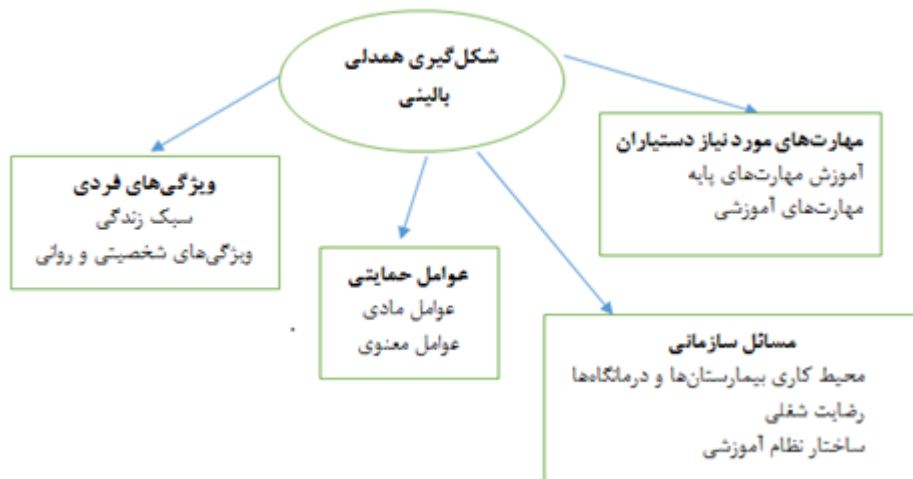 شکل‌گیری همدلی
بالینی
مهارت‌های مورد نیاز دستیاران
آموزش مهارت‌های پایه
مهارت‌های آموزشی
ویژگی‌های فردی
سبک زندگی
ویژگی‌های شخصیتی و روانی
عوامل حمایتی
عوامل مادی
عوامل معنوی
مسائل سازمانی
محیط کاری بیمارستان‌ها و درمانگاه‌ها
رضایت شغلی
ساختار نظام آموزشی